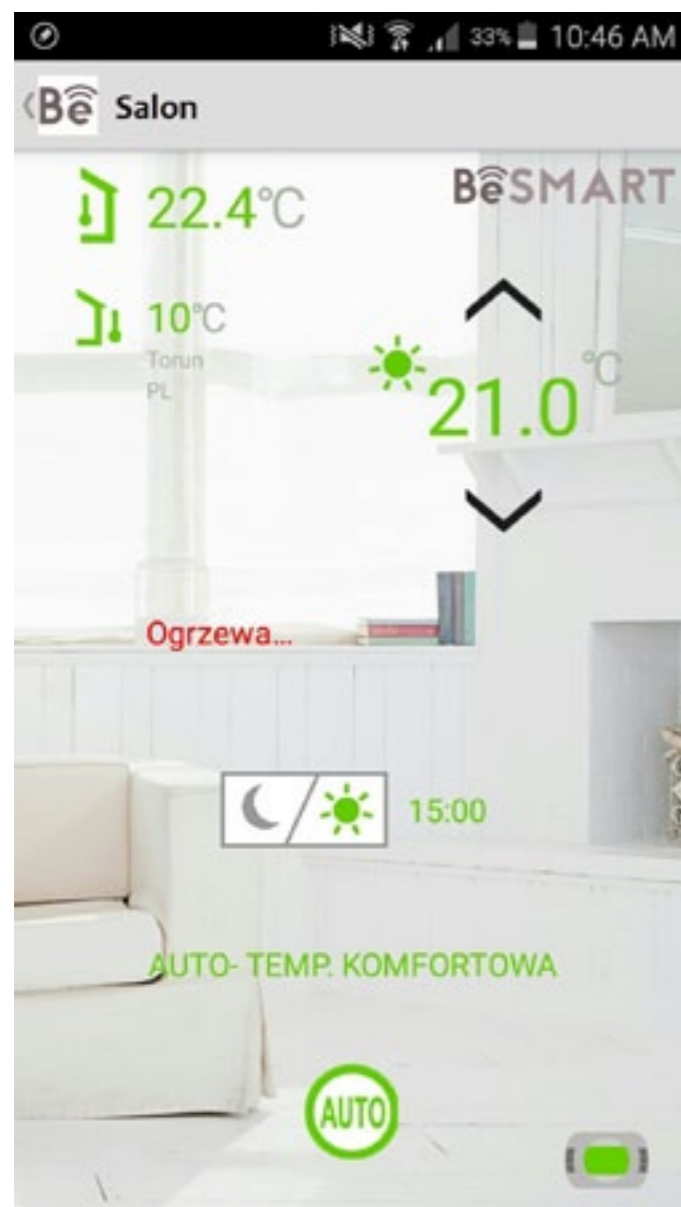 33% 10:46 AM
Be Salon
BeSMART
22.4°C
10°C
Torun
PL
21.0 °C
Ogrzewa...
15:00
AUTO- TEMP. KOMFORTOWA
AUTO